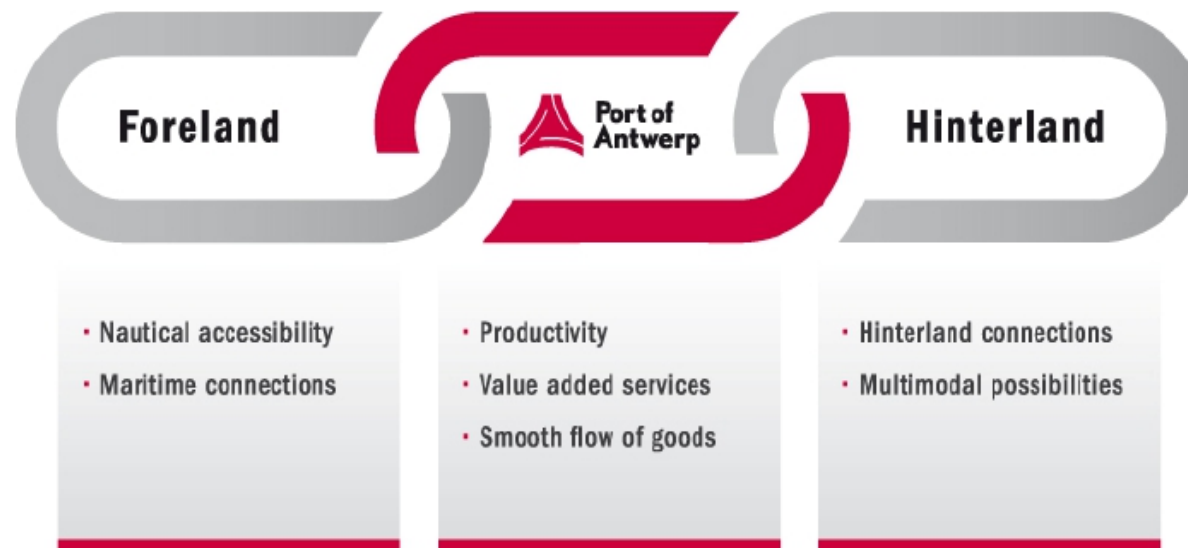 Foreland
Port of
Antwerp
Hinterland
· Nautical accessibility
· Maritime connections
· Productivity
· Value added services
· Smooth flow of goods
· Hinterland connections
· Multimodal possibilities